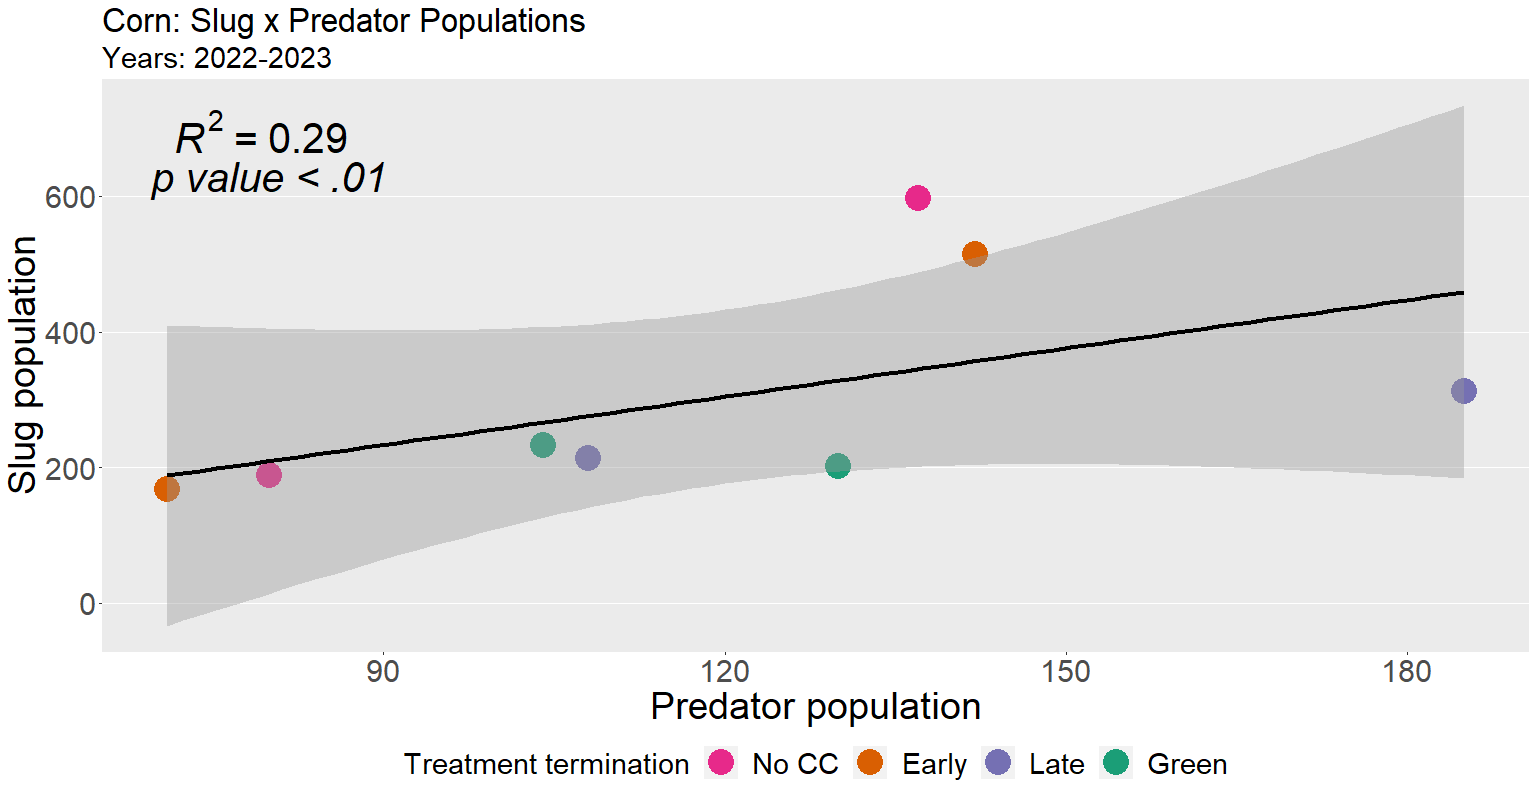 Corn: Slug x Predator Populations
Years: 2022-2023
R² = 0.29
p value < .01
Slug population
600
400
200
0
90 120 150 180
Predator population
Treatment termination No CC Early Late Green